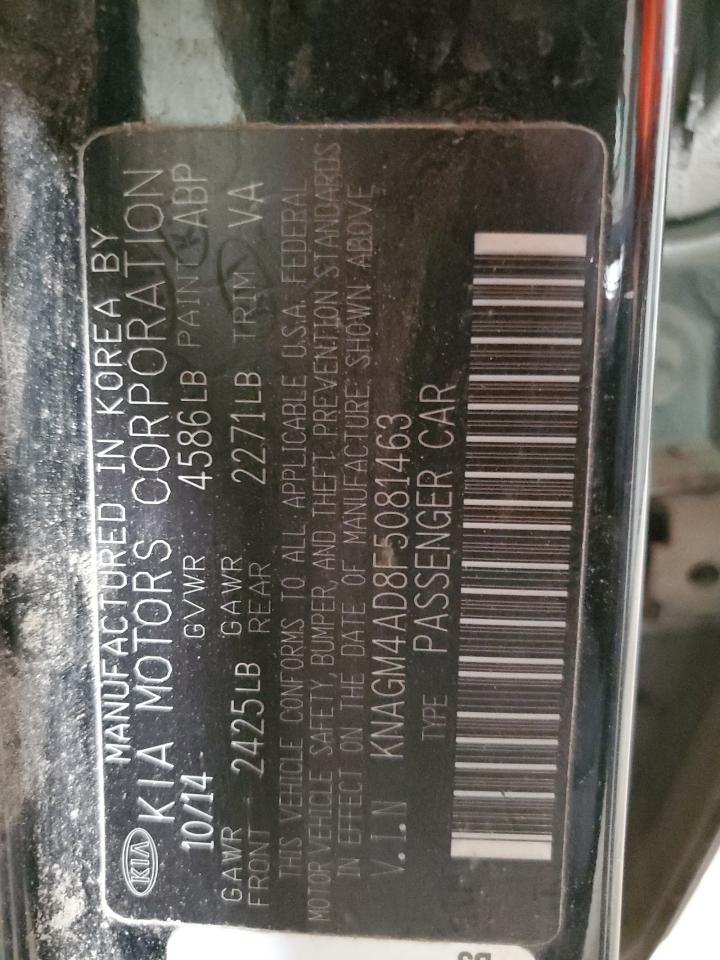 MANUFACTURED IN KOREA BY
KIA KIA MOTORS CORPORATION
10/14 GVWR 4586LB PAINT ABP
GAWR FRONT 2425LB GAWR REAR 2271LB TRIM VA
THIS VEHICLE CONFORMS TO ALL APPLICABLE U.S.A. FEDERAL
MOTOR VEHICLE SAFETY, BUMPER, AND THEFT PREVENTION STANDARDS
IN EFFECT ON THE DATE OF MANUFACTURE SHOWN ABOVE
V.I.N KNAGM4AD8F5081463
TYPE PASSENGER CAR